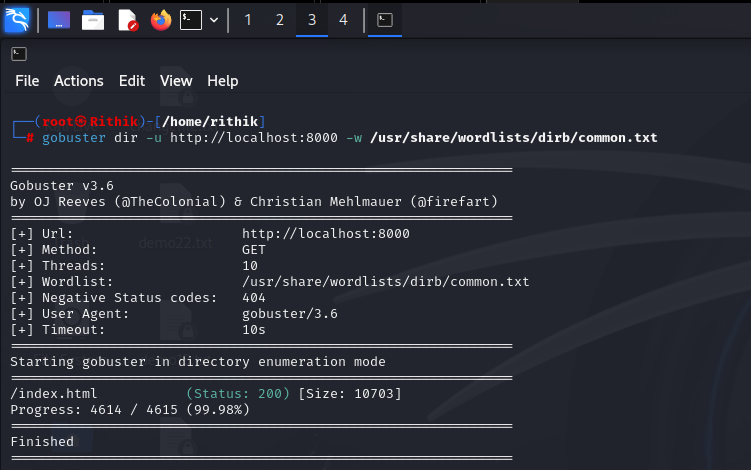 1 2 3 4
File Actions Edit View Help
┌──(root㉿Rithik)-[/home/rithik]
└─# gobuster dir -u http://localhost:8000 -w /usr/share/wordlists/dirb/common.txt
===============================================================
Gobuster v3.6
by OJ Reeves (@TheColonial) & Christian Mehlmauer (@firefart)
===============================================================
[+] Url: http://localhost:8000
[+] Method: GET
[+] Threads: 10
[+] Wordlist: /usr/share/wordlists/dirb/common.txt
[+] Negative Status codes: 404
[+] User Agent: gobuster/3.6
[+] Timeout: 10s
===============================================================
Starting gobuster in directory enumeration mode
===============================================================
/index.html (Status: 200) [Size: 10703]
Progress: 4614 / 4615 (99.98%)
===============================================================
Finished
===============================================================
demo22.txt